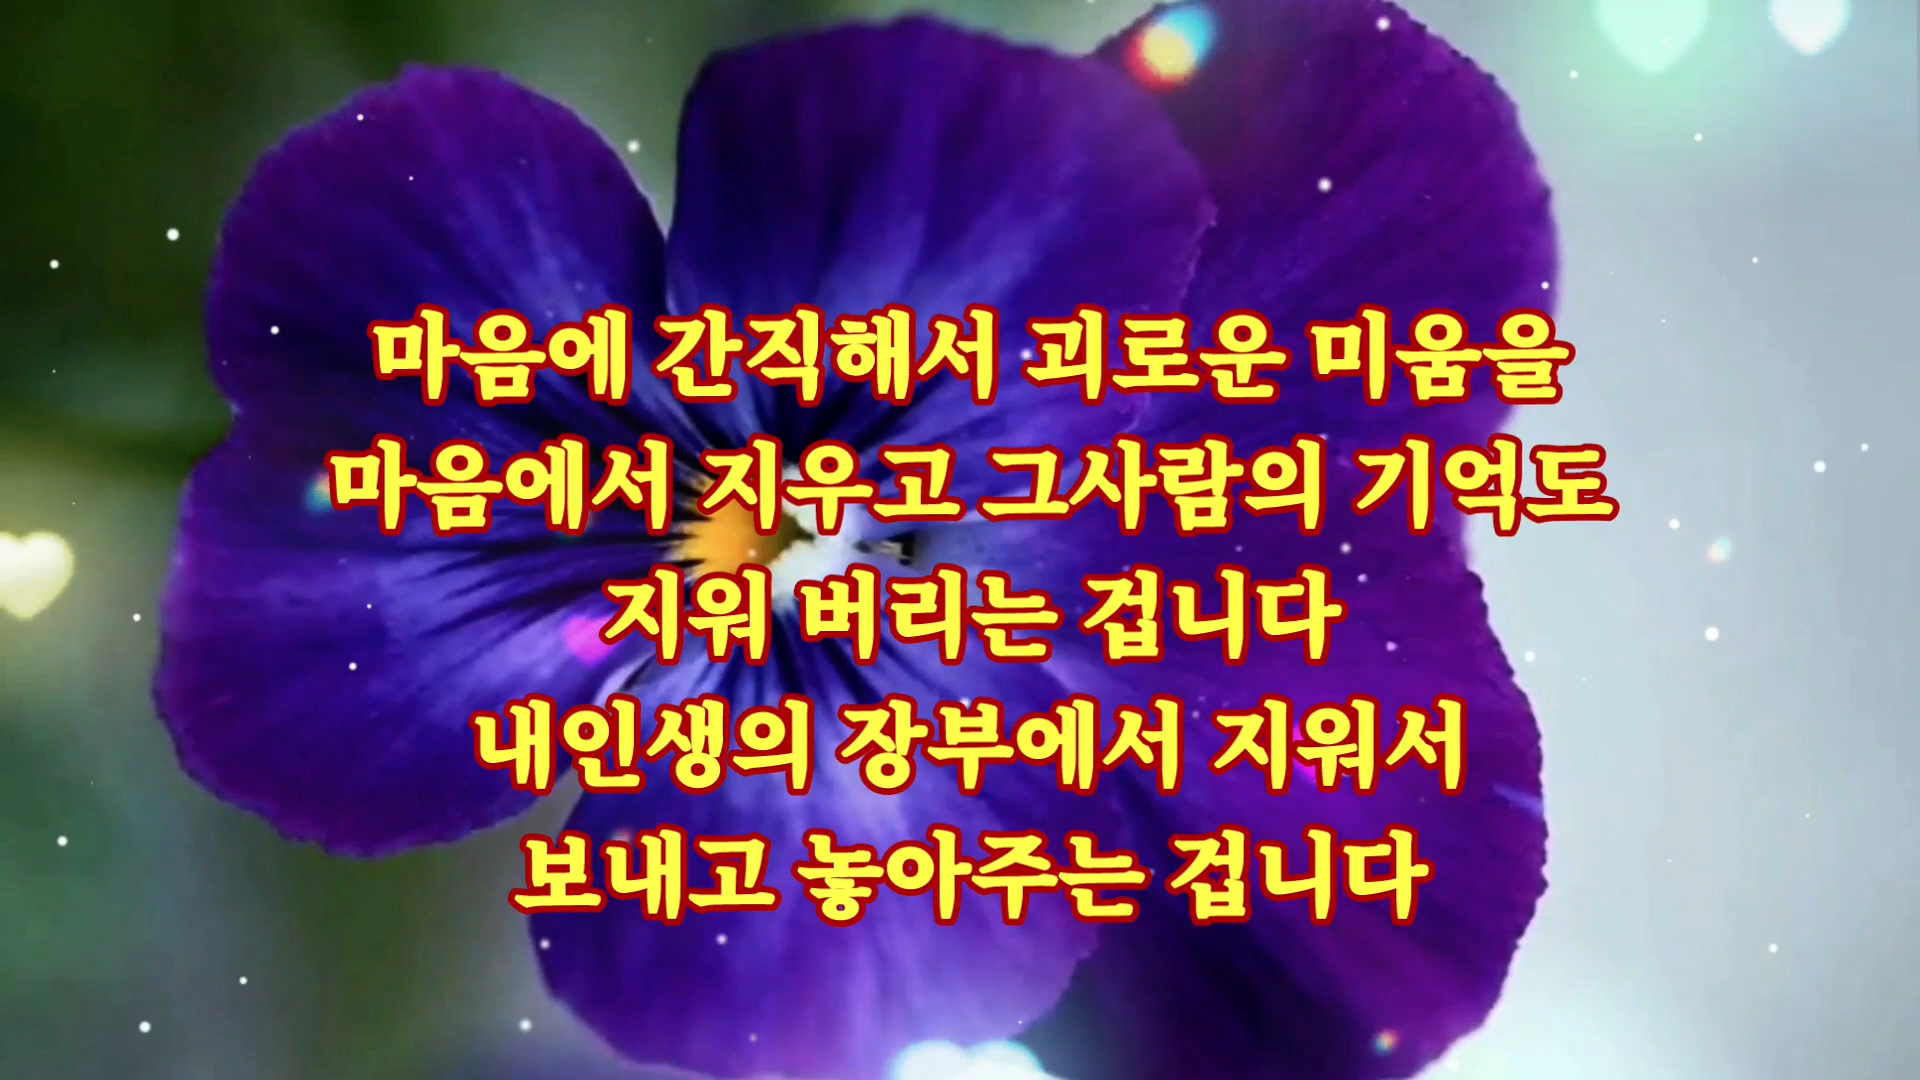 마음에 간직해서 괴로운 미움을
마음에서 지우고 그사람의 기억도
지워 버리는 겁니다
내인생의 장부에서 지워서
보내고 놓아주는 겁니다